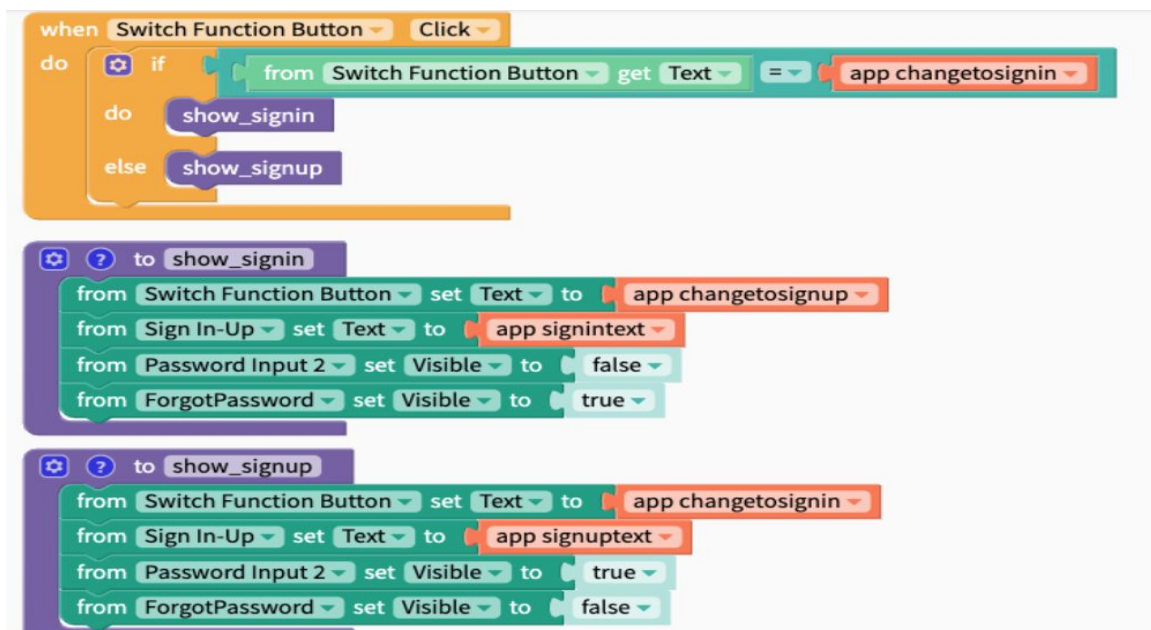 when Switch Function Button Click
do if from Switch Function Button get Text = app changetosignin
do show_signin
else show_signup
? to show_signin
from Switch Function Button set Text to app changetosignup
from Sign In-Up set Text to app signintext
from Password Input 2 set Visible to false
from ForgotPassword set Visible to true
? to show_signup
from Switch Function Button set Text to app changetosignin
from Sign In-Up set Text to app signuptext
from Password Input 2 set Visible to true
from ForgotPassword set Visible to false